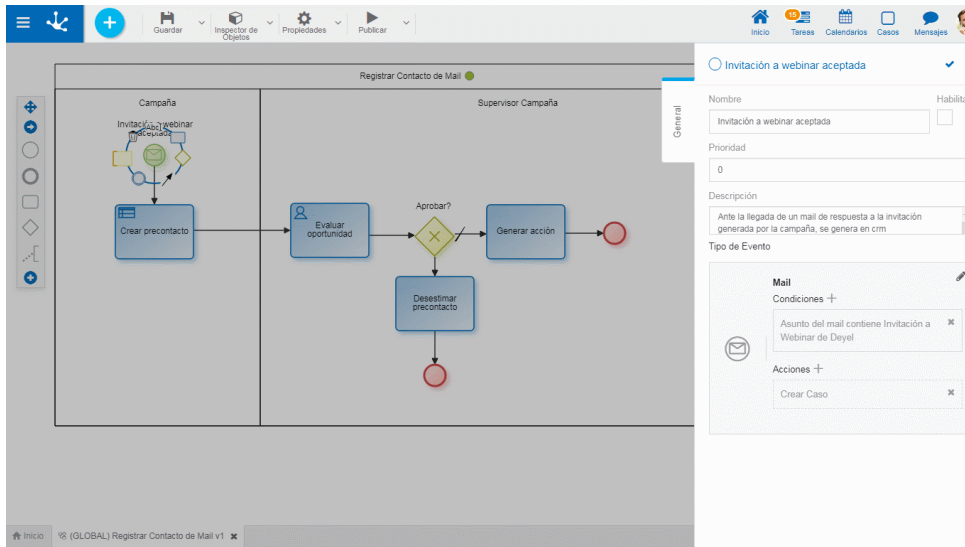 Guardar
Inspector de
Objetos
Propiedades
Publicar
Inicio
15
Tareas
Calendarios
Casos
Mensajes
Registrar Contacto de Mail
Campaña
Supervisor Campaña
Invitación a webinar
Abc
aceptada
Crear precontacto
Evaluar
oportunidad
Aprobar?
Generar acción
Desestimar
precontacto
General
Invitación a webinar aceptada
Nombre
Habilita
Invitación a webinar aceptada
Prioridad
0
Descripción
Ante la llegada de un mail de respuesta a la invitación
generada por la campaña, se genera en crm
Tipo de Evento
Mail
Condiciones
Asunto del mail contiene Invitación a
Webinar de Deyel
Acciones
Crear Caso
Inicio
(GLOBAL) Registrar Contacto de Mail v1